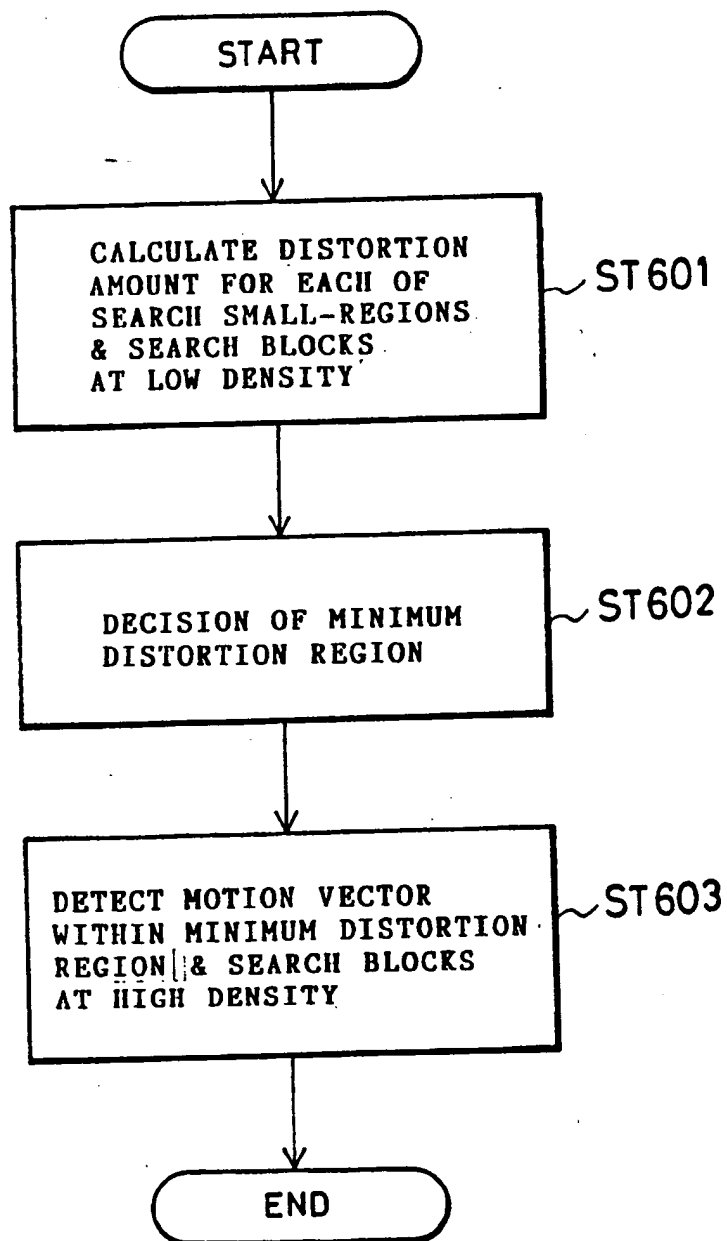 START
CALCULATE DISTORTION
AMOUNT FOR EACH OF
SEARCH SMALL-REGIONS
& SEARCH BLOCKS
AT LOW DENSITY
ST601
DECISION OF MINIMUM
DISTORTION REGION
ST602
DETECT MOTION VECTOR
WITHIN MINIMUM DISTORTION
REGION & SEARCH BLOCKS
AT HIGH DENSITY
ST603
END